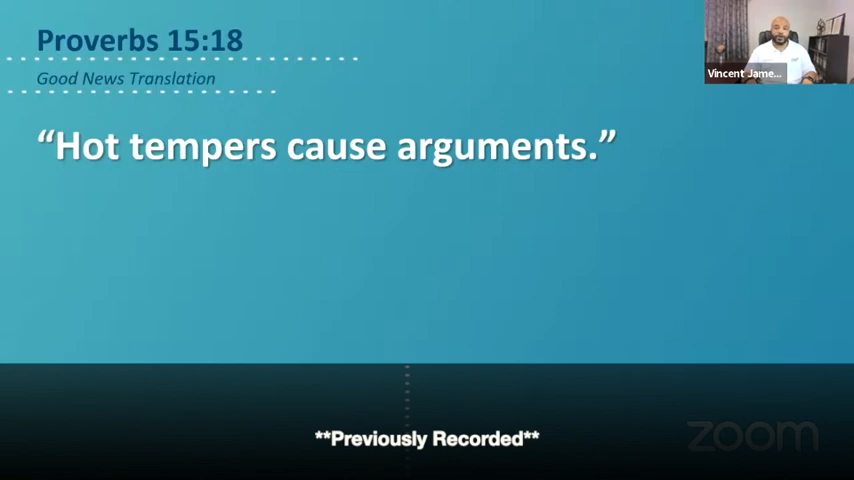 Proverbs 15:18
Good News Translation
“Hot tempers cause arguments.”
Vincent Jame...
**Previously Recorded**
zoom